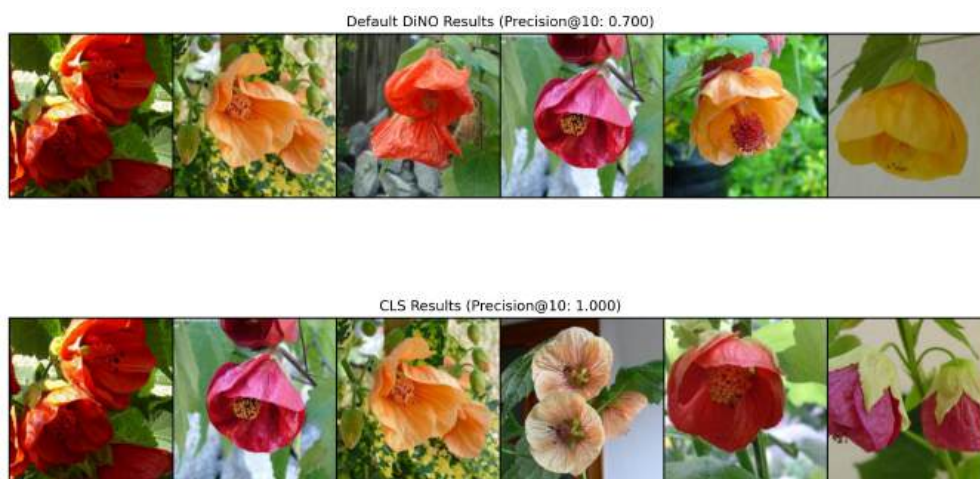 Default DiNO Results (Precision@10: 0.700)
CLS Results (Precision@10: 1.000)